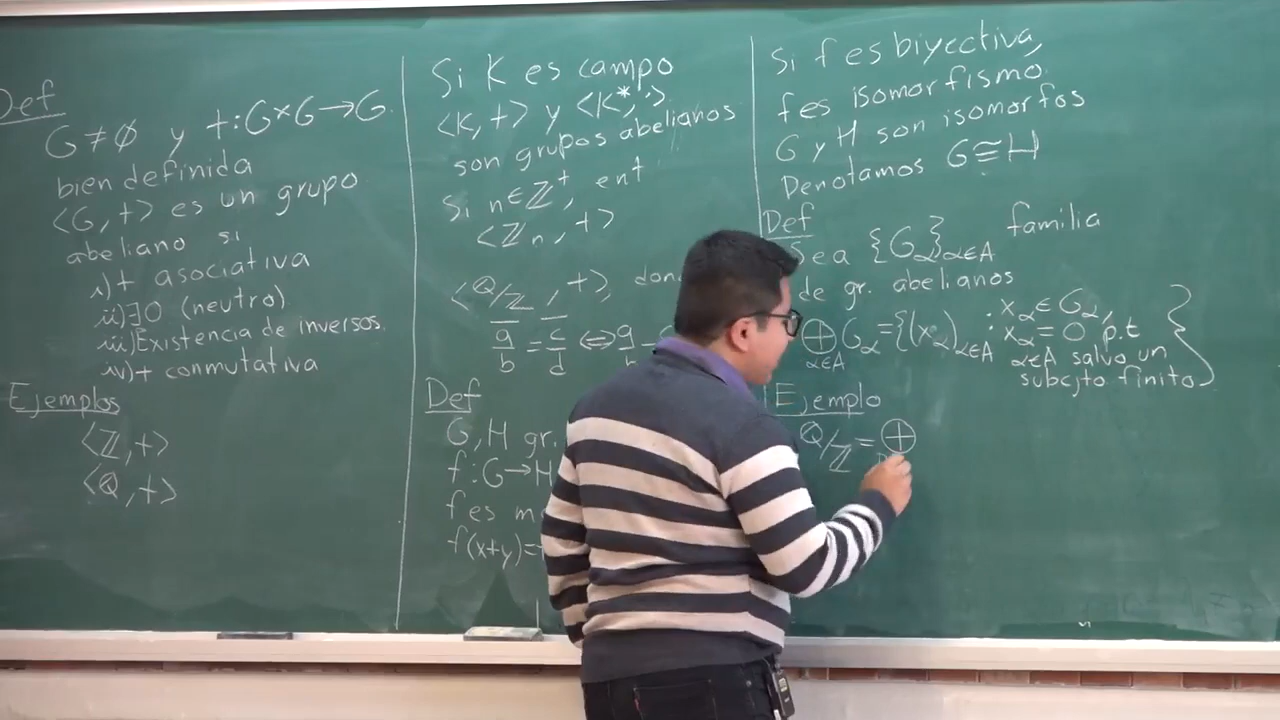 Def
G≠∅ y +:G×G→G.
bien definida
<G,+> es un grupo
abeliano si
i)+ asociativa
ii)∃0 (neutro)
iii)Existencia de inversos.
iv)+ conmutativa
Ejemplos
<ℤ,+>
<ℚ,+>
Si K es campo
<K,+> y <K*,·>
son grupos abelianos
Si n∈ℤ⁺, ent
<ℤn,+>
<ℚ/ℤ,+>,
a/b = c/d ⇔
Def
G,H gr.
f:G→H
f es
f(x+y)=
Si f es biyectiva,
f es isomorfismo.
G y H son isomorfos
Denotamos G≅H
Def
Sea {Gα}α∈A familia
de gr. abelianos
⊕α∈A Gα={(xα)α∈A : xα∈Gα,
xα=0 p.t
α∈A salvo un
subcjto finito}
Ejemplo
ℚ/ℤ=⊕